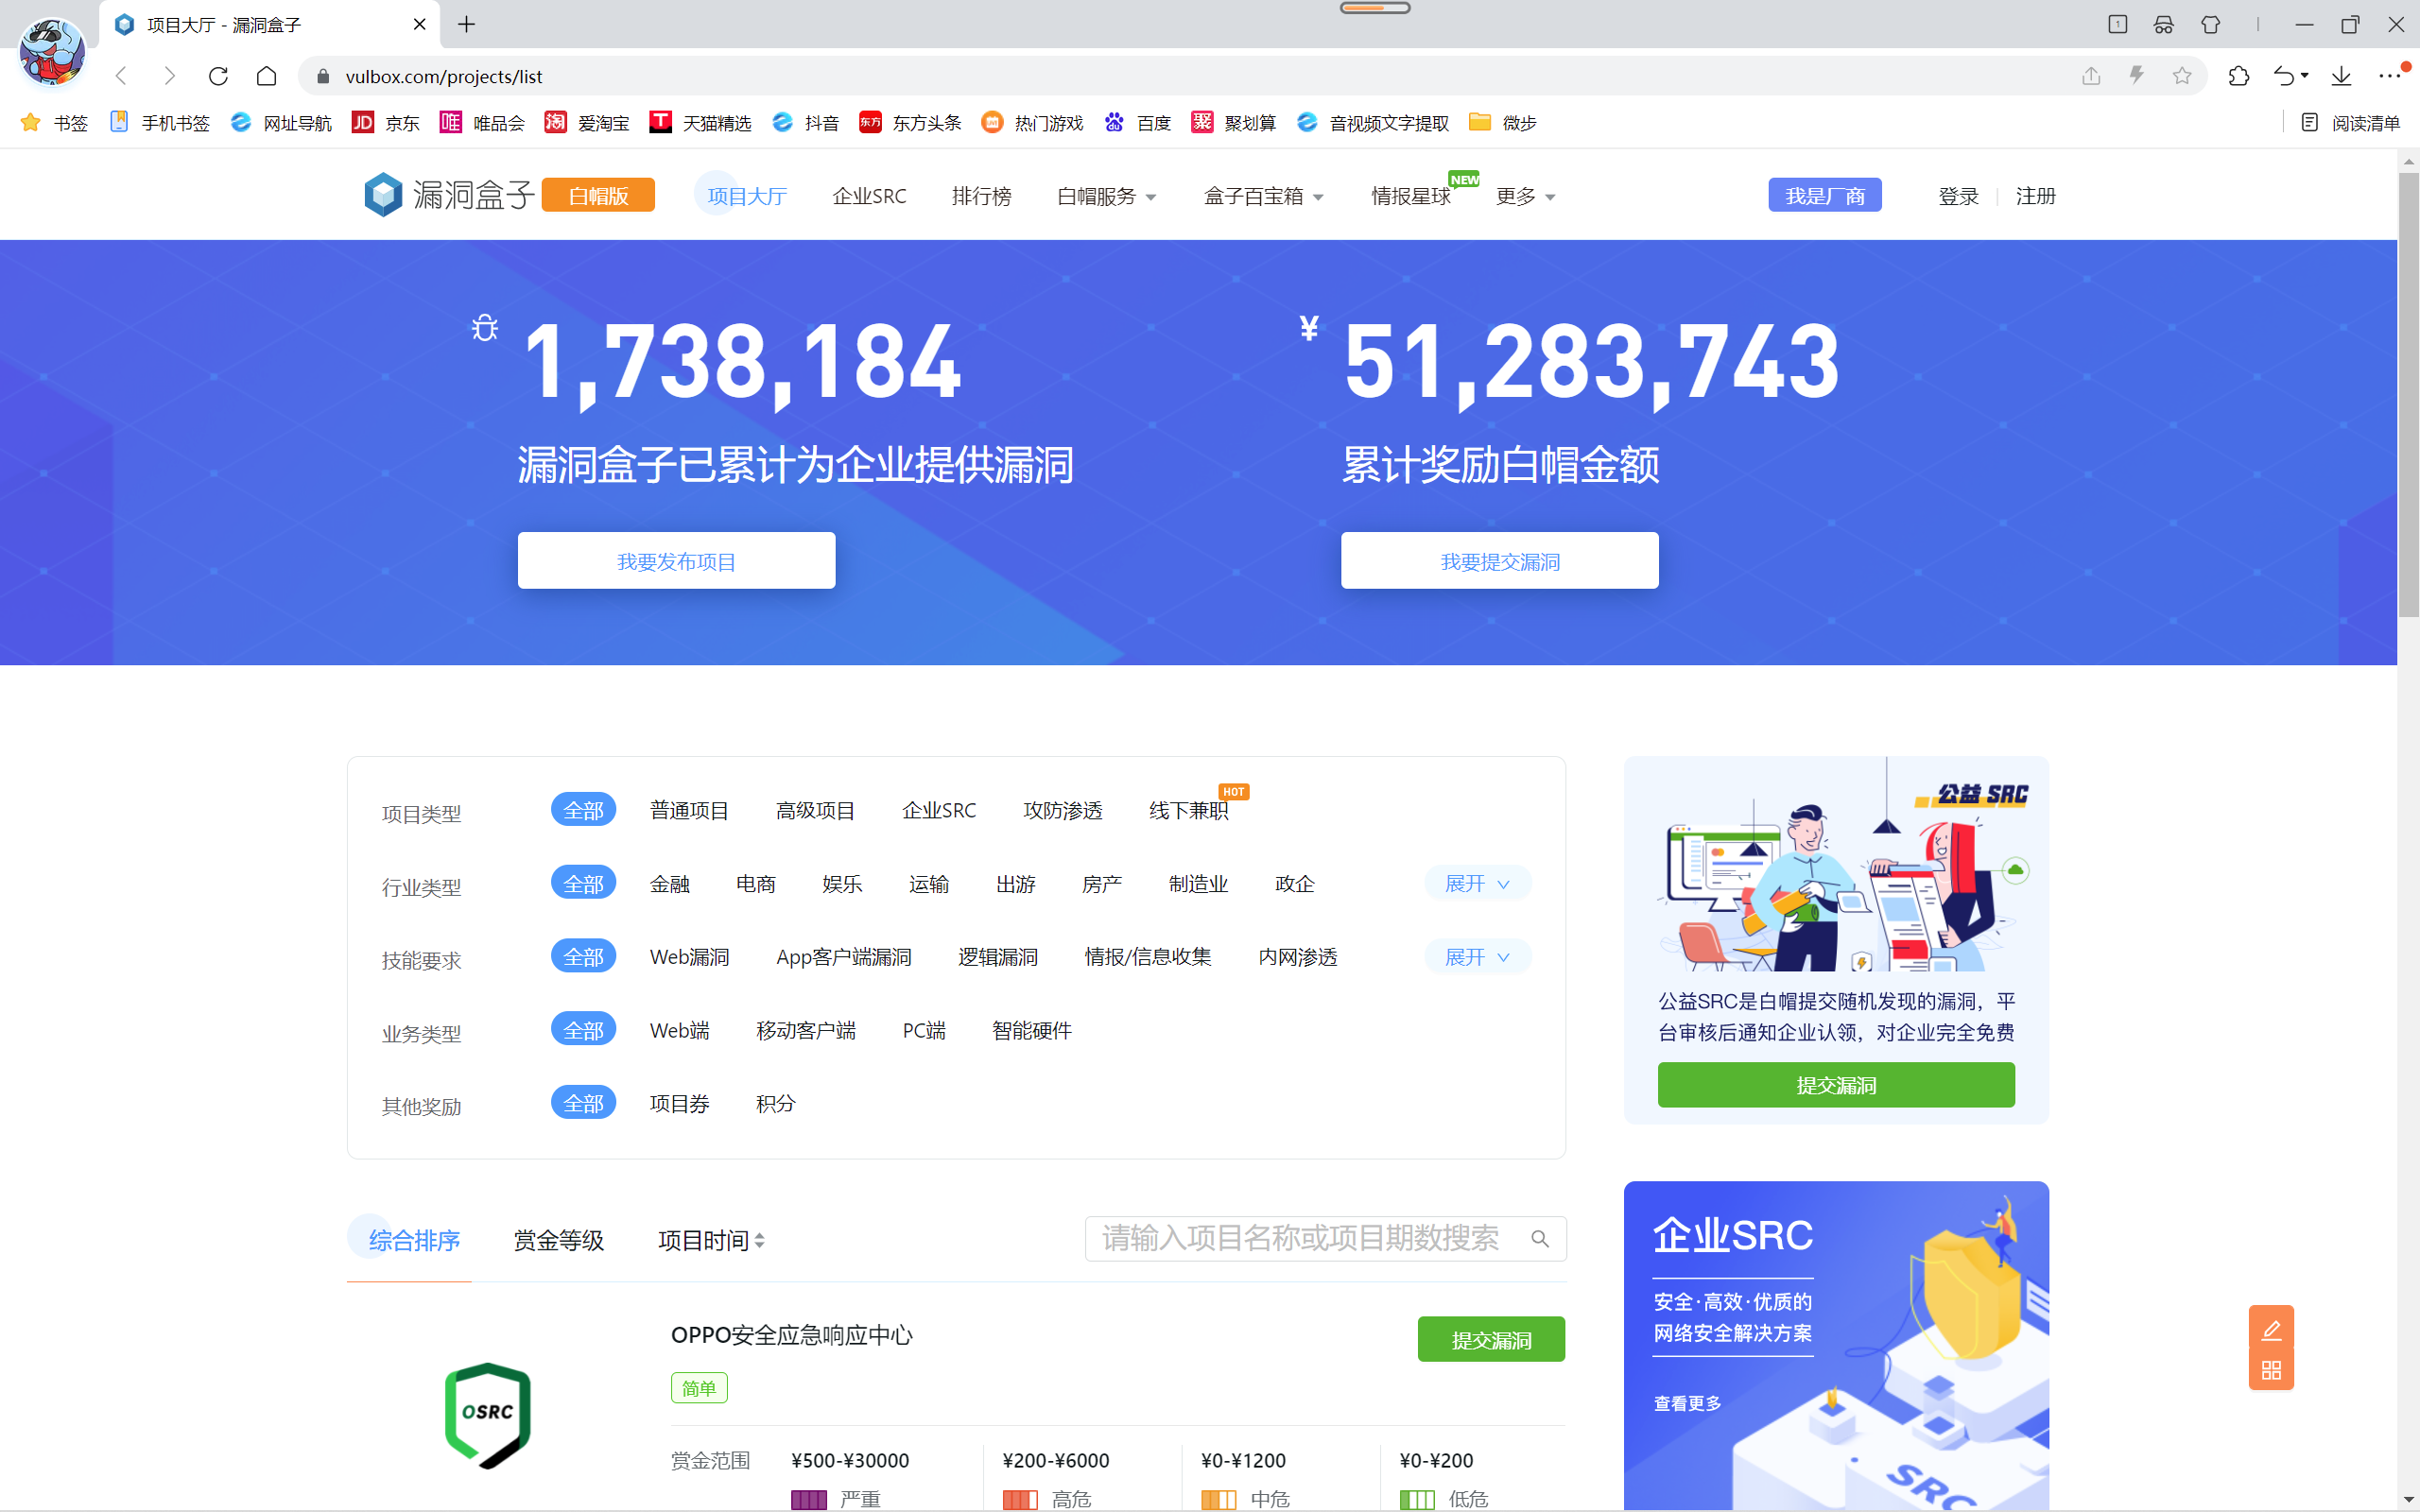 项目大厅 - 漏洞盒子
1
vulbox.com/projects/list
书签 手机书签 网址导航 JD 京东 唯 唯品会 淘 爱淘宝 T 天猫精选 抖音 东方 东方头条 热门游戏 du 百度 聚 聚划算 音视频文字提取 微步 阅读清单
漏洞盒子 白帽版 项目大厅 企业SRC 排行榜 白帽服务 盒子百宝箱 情报星球 NEW 更多 我是厂商 登录 注册
1,738,184
漏洞盒子已累计为企业提供漏洞
我要发布项目
¥ 51,283,743
累计奖励白帽金额
我要提交漏洞
项目类型 全部 普通项目 高级项目 企业SRC 攻防渗透 线下兼职 HOT
行业类型 全部 金融 电商 娱乐 运输 出游 房产 制造业 政企 展开
技能要求 全部 Web漏洞 App客户端漏洞 逻辑漏洞 情报/信息收集 内网渗透 展开
业务类型 全部 Web端 移动客户端 PC端 智能硬件
其他奖励 全部 项目券 积分
公益 SRC
公益SRC是白帽提交随机发现的漏洞，平
台审核后通知企业认领，对企业完全免费
提交漏洞
综合排序 赏金等级 项目时间 请输入项目名称或项目期数搜索
OPPO安全应急响应中心 提交漏洞
简单
OSRC
赏金范围 ¥500-¥30000 ¥200-¥6000 ¥0-¥1200 ¥0-¥200
严重 高危 中危 低危
企业SRC
安全·高效·优质的
网络安全解决方案
查看更多
SRC